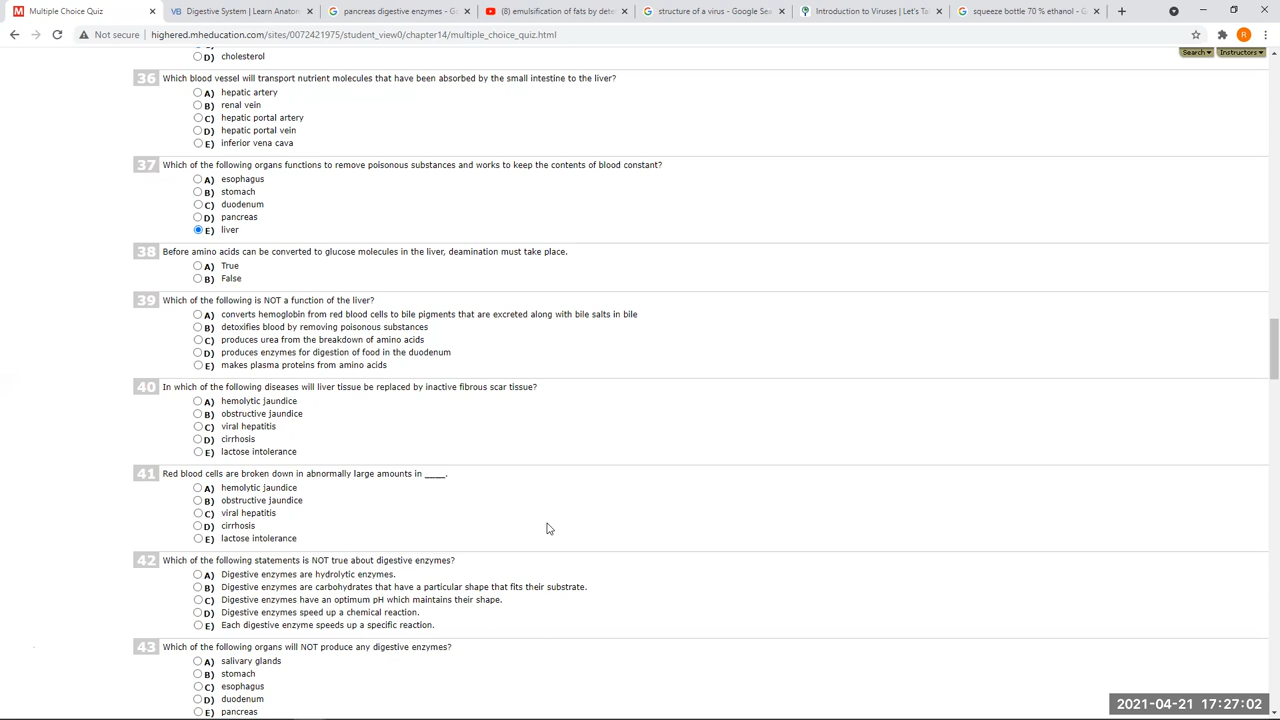 Multiple Choice Quiz
Digestive System | Learn Anatom
pancreas digestive enzymes - G
(8) emulsification of fats by dete
structure of a virus - Google Sea
Introduction to Viruses | Let's Ta
squeeze bottle 70 % ethanol - G
Not secure | highered.mheducation.com/sites/0072421975/student_view0/chapter14/multiple_choice_quiz.html
R
Search
Instructors
D) cholesterol
36 Which blood vessel will transport nutrient molecules that have been absorbed by the small intestine to the liver?
A) hepatic artery
B) renal vein
C) hepatic portal artery
D) hepatic portal vein
E) inferior vena cava
37 Which of the following organs functions to remove poisonous substances and works to keep the contents of blood constant?
A) esophagus
B) stomach
C) duodenum
D) pancreas
E) liver
38 Before amino acids can be converted to glucose molecules in the liver, deamination must take place.
A) True
B) False
39 Which of the following is NOT a function of the liver?
A) converts hemoglobin from red blood cells to bile pigments that are excreted along with bile salts in bile
B) detoxifies blood by removing poisonous substances
C) produces urea from the breakdown of amino acids
D) produces enzymes for digestion of food in the duodenum
E) makes plasma proteins from amino acids
40 In which of the following diseases will liver tissue be replaced by inactive fibrous scar tissue?
A) hemolytic jaundice
B) obstructive jaundice
C) viral hepatitis
D) cirrhosis
E) lactose intolerance
41 Red blood cells are broken down in abnormally large amounts in ____.
A) hemolytic jaundice
B) obstructive jaundice
C) viral hepatitis
D) cirrhosis
E) lactose intolerance
42 Which of the following statements is NOT true about digestive enzymes?
A) Digestive enzymes are hydrolytic enzymes.
B) Digestive enzymes are carbohydrates that have a particular shape that fits their substrate.
C) Digestive enzymes have an optimum pH which maintains their shape.
D) Digestive enzymes speed up a chemical reaction.
E) Each digestive enzyme speeds up a specific reaction.
43 Which of the following organs will NOT produce any digestive enzymes?
A) salivary glands
B) stomach
C) esophagus
D) duodenum
E) pancreas
2021-04-21 17:27:02